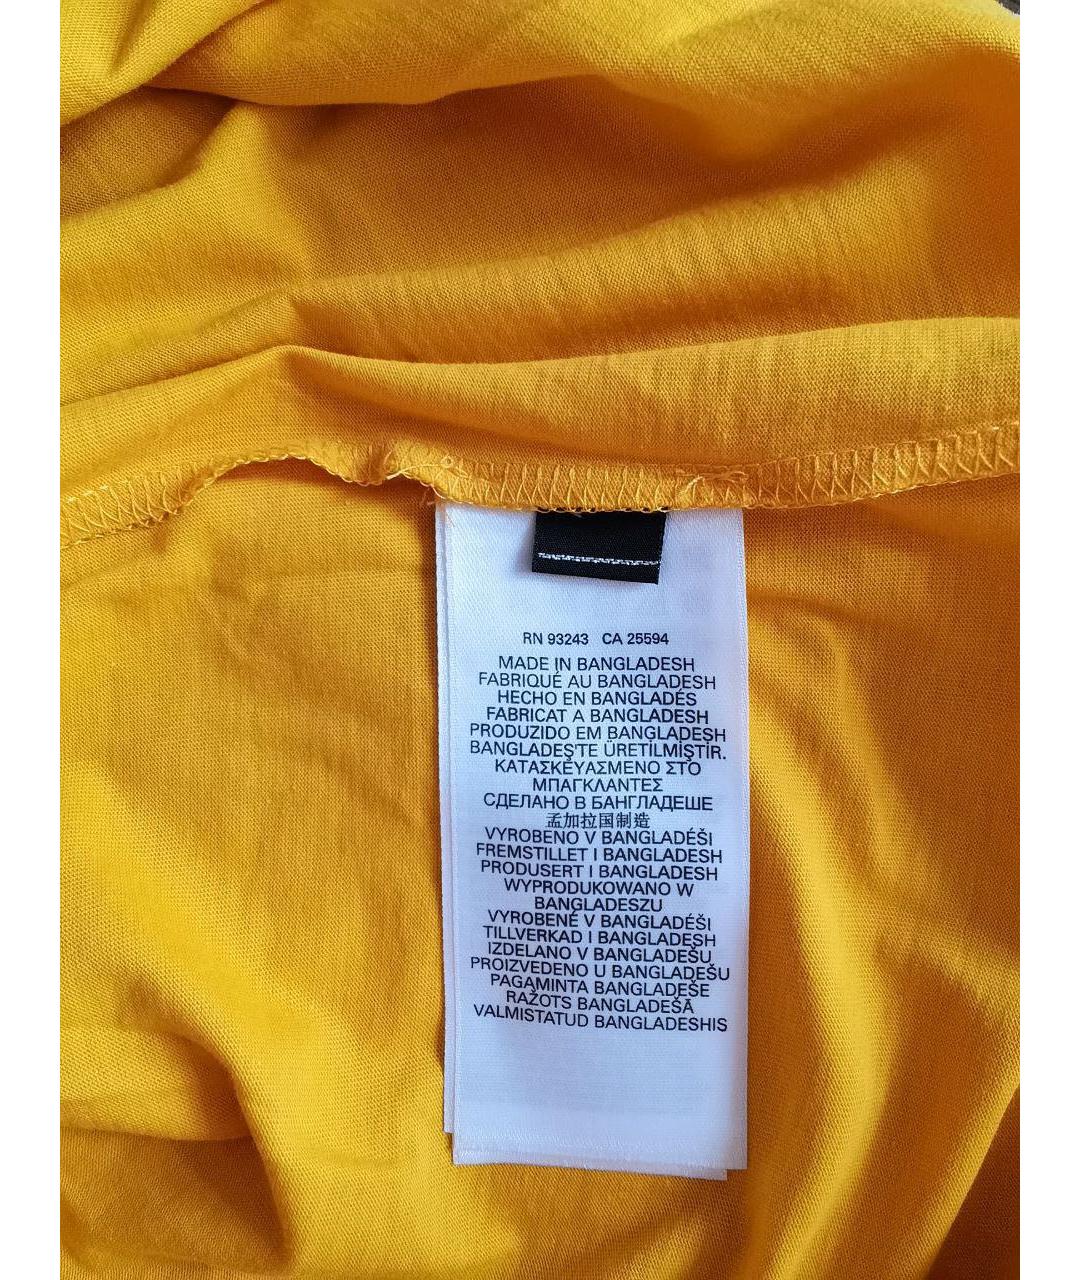 RN 93243 CA 25594
MADE IN BANGLADESH
FABRIQUÉ AU BANGLADESH
HECHO EN BANGLADÉS
FABRICAT A BANGLADESH
PRODUZIDO EM BANGLADESH
BANGLADEŞ'TE ÜRETİLMİŞTİR.
ΚΑΤΑΣΚΕΥΑΣΜΕΝΟ ΣΤΟ
ΜΠΑΓΚΛΑΝΤΕΣ
СДЕЛАНО В БАНГЛАДЕШЕ
孟加拉国制造
VYROBENO V BANGLADÉŠI
FREMSTILLET I BANGLADESH
PRODUSERT I BANGLADESH
WYPRODUKOWANO W
BANGLADESZU
VYROBENÉ V BANGLADÉŠI
TILLVERKAD I BANGLADESH
IZDELANO V BANGLADEŠU
PROIZVEDENO U BANGLADEŠU
PAGAMINTA BANGLADEŠE
RAŽOTS BANGLADEŠĀ
VALMISTATUD BANGLADESHIS